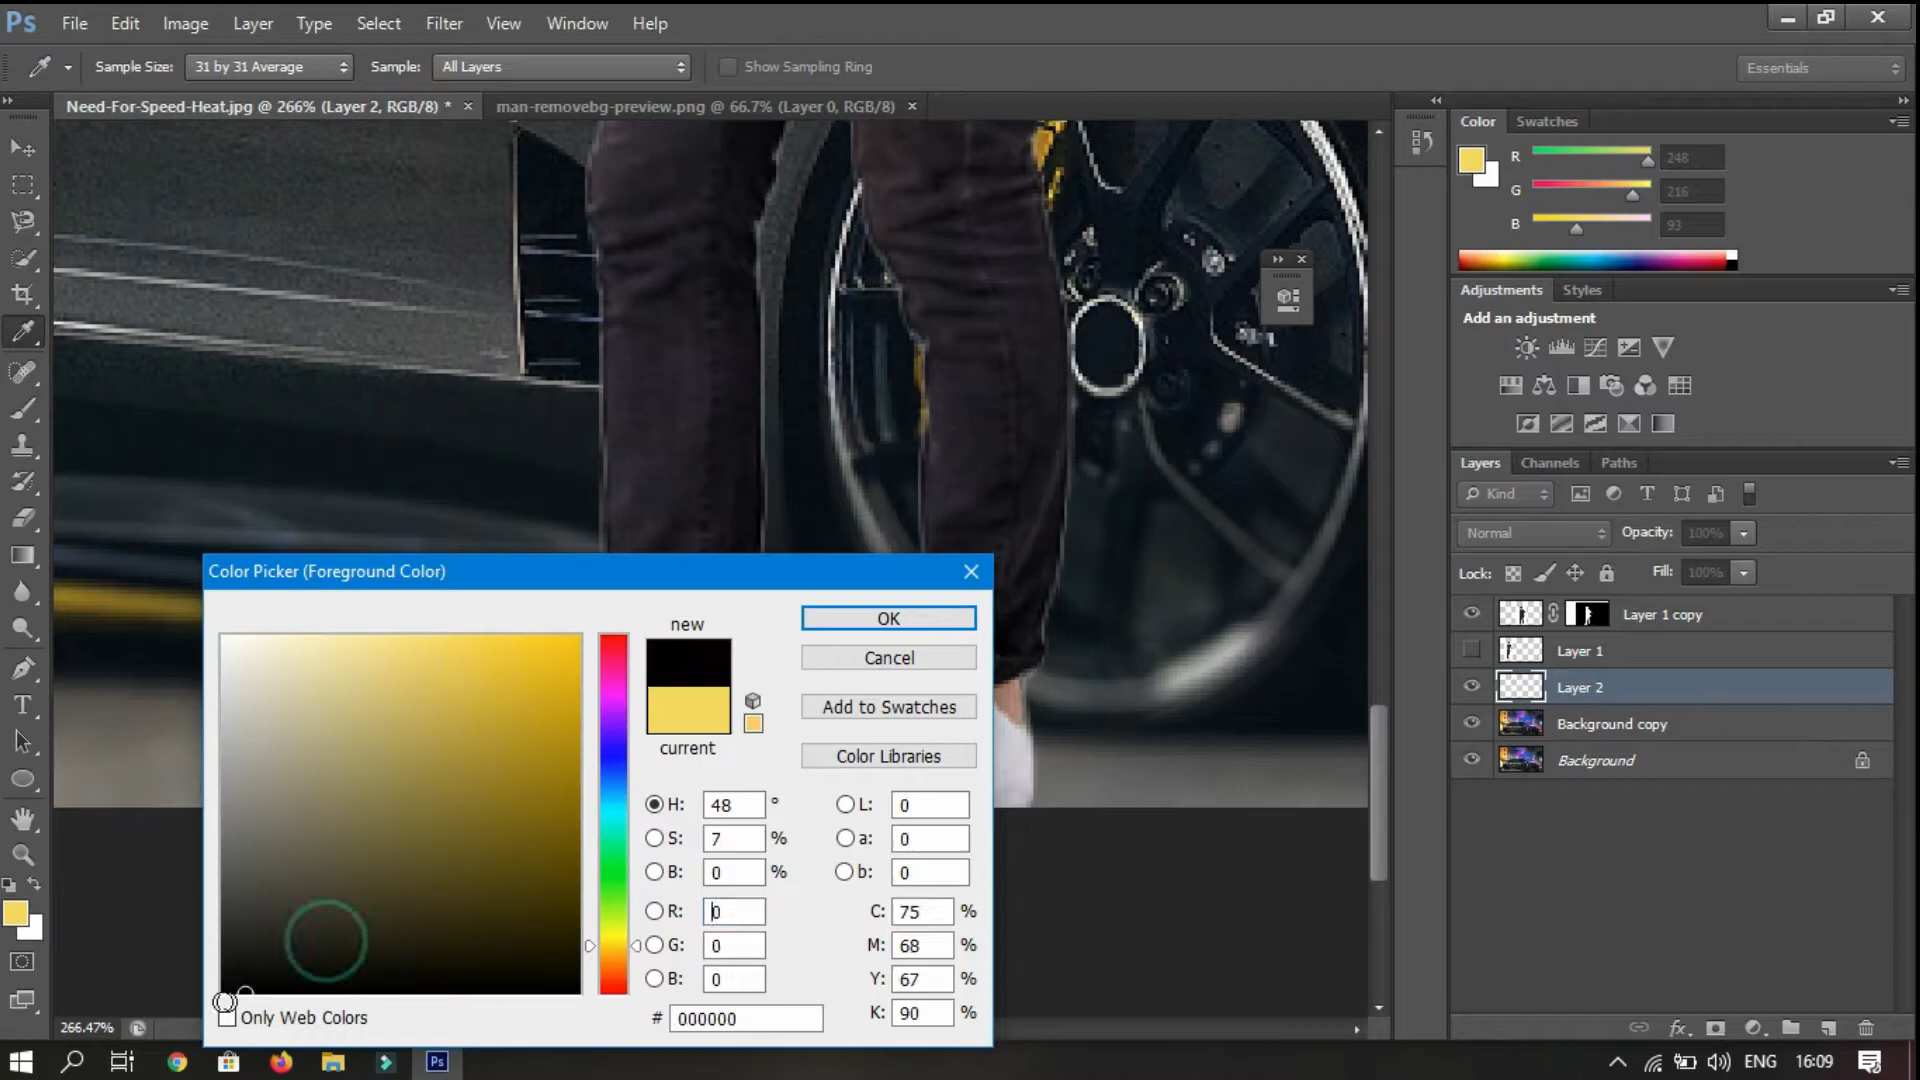 Ps File Edit Image Layer Type Select Filter View Window Help
Sample Size: 31 by 31 Average Sample: All Layers Show Sampling Ring Essentials
Need-For-Speed-Heat.jpg @ 266% (Layer 2, RGB/8) * × man-removebg-preview.png @ 66.7% (Layer 0, RGB/8) ×
Color Swatches
R 248
G 216
B 93
Adjustments Styles
Add an adjustment
Layers Channels Paths
Kind T
Normal Opacity: 100%
Lock: Fill: 100%
Layer 1 copy
Layer 1
Layer 2
Background copy
Background
Color Picker (Foreground Color)
new
current
OK
Cancel
Add to Swatches
Color Libraries
H: 48 ° L: 0
S: 7 % a: 0
B: 0 % b: 0
R: 0 C: 75 %
G: 0 M: 68 %
B: 0 Y: 67 %
# 000000 K: 90 %
Only Web Colors
266.47%
fx
Ps ENG 16:09